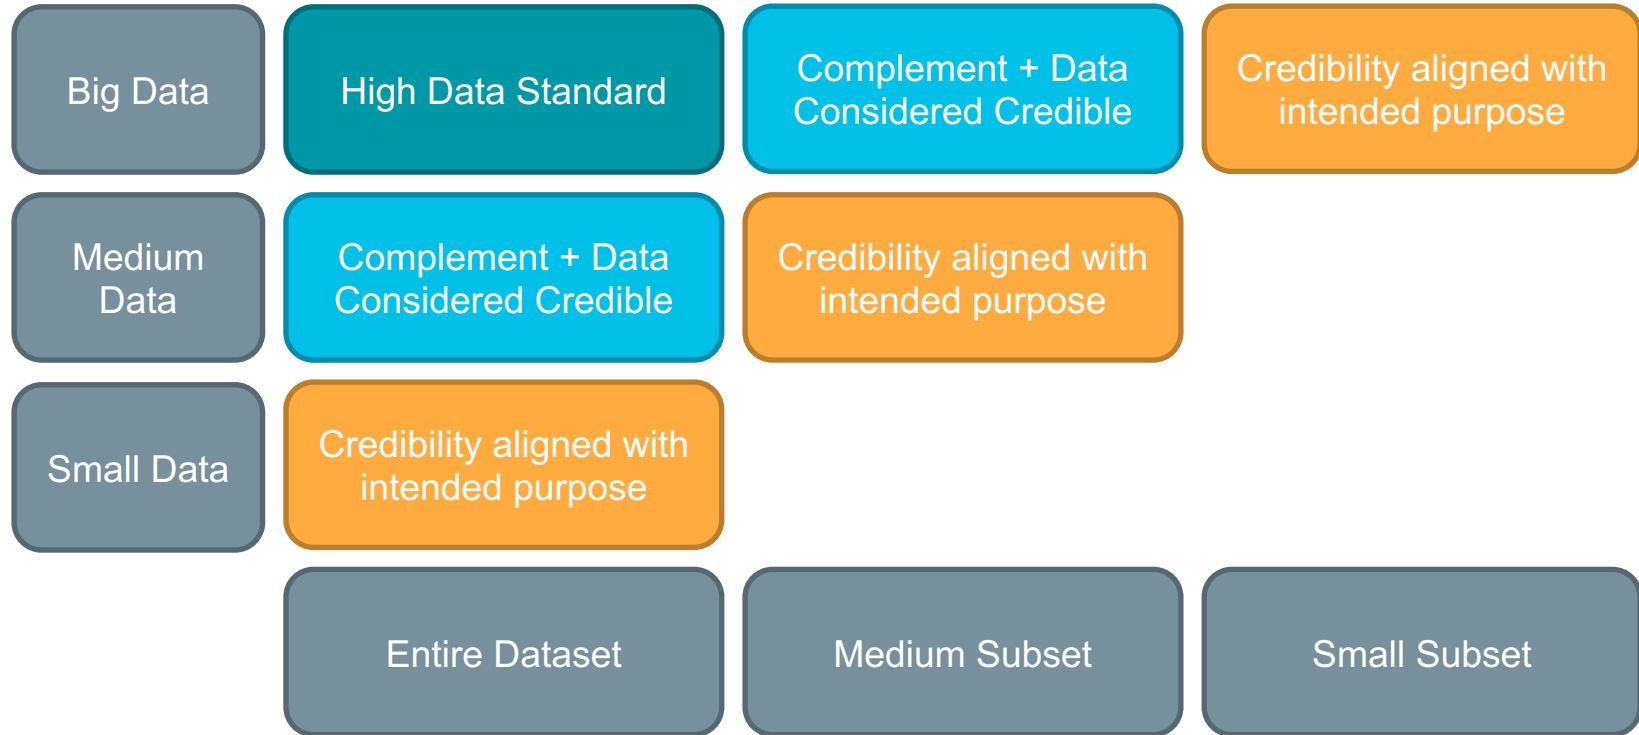 Big Data
High Data Standard
Complement + Data
Considered Credible
Credibility aligned with
intended purpose
Medium
Data
Complement + Data
Considered Credible
Credibility aligned with
intended purpose
Small Data
Credibility aligned with
intended purpose
Entire Dataset
Medium Subset
Small Subset